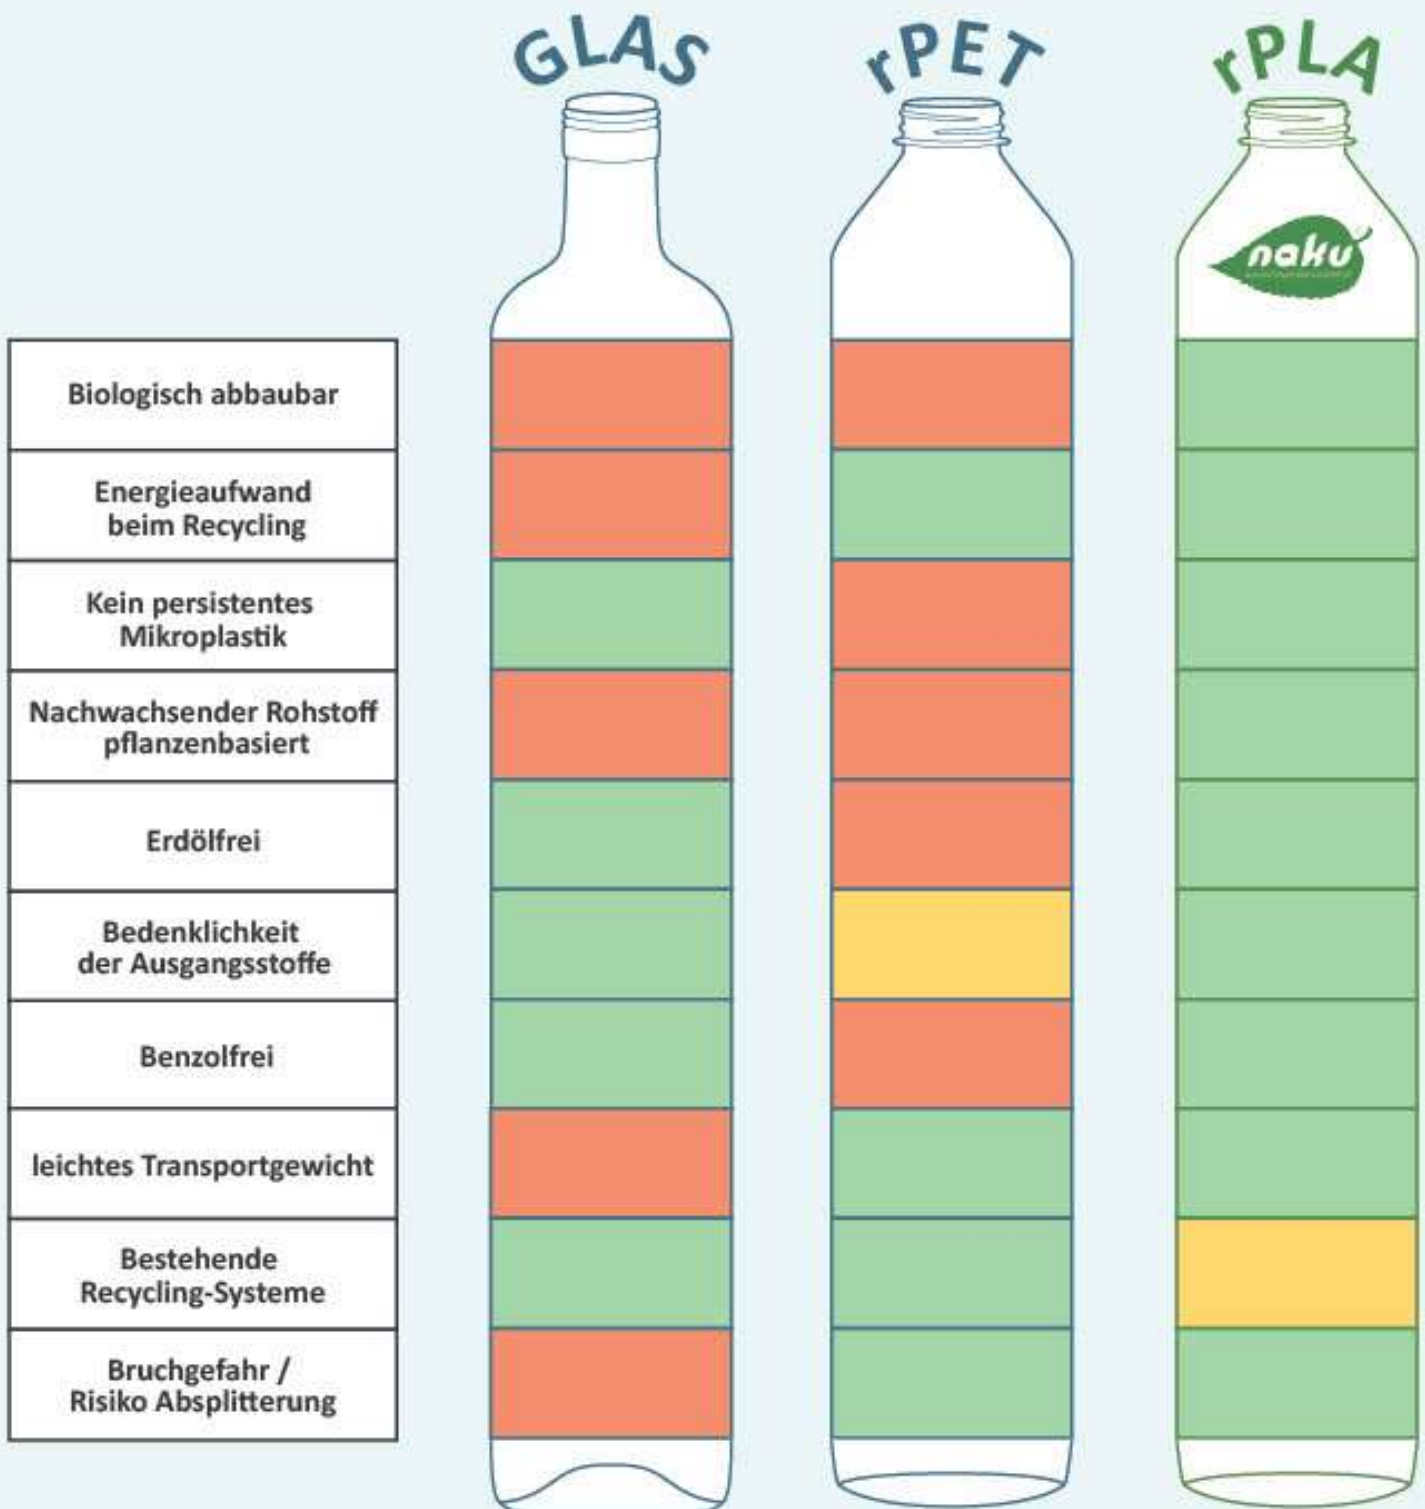 GLAS
rPET
rPLA
naku
Biologisch abbaubar
Energieaufwand
beim Recycling
Kein persistentes
Mikroplastik
Nachwachsender Rohstoff
pflanzenbasiert
Erdölfrei
Bedenklichkeit
der Ausgangsstoffe
Benzolfrei
leichtes Transportgewicht
Bestehende
Recycling-Systeme
Bruchgefahr /
Risiko Absplitterung